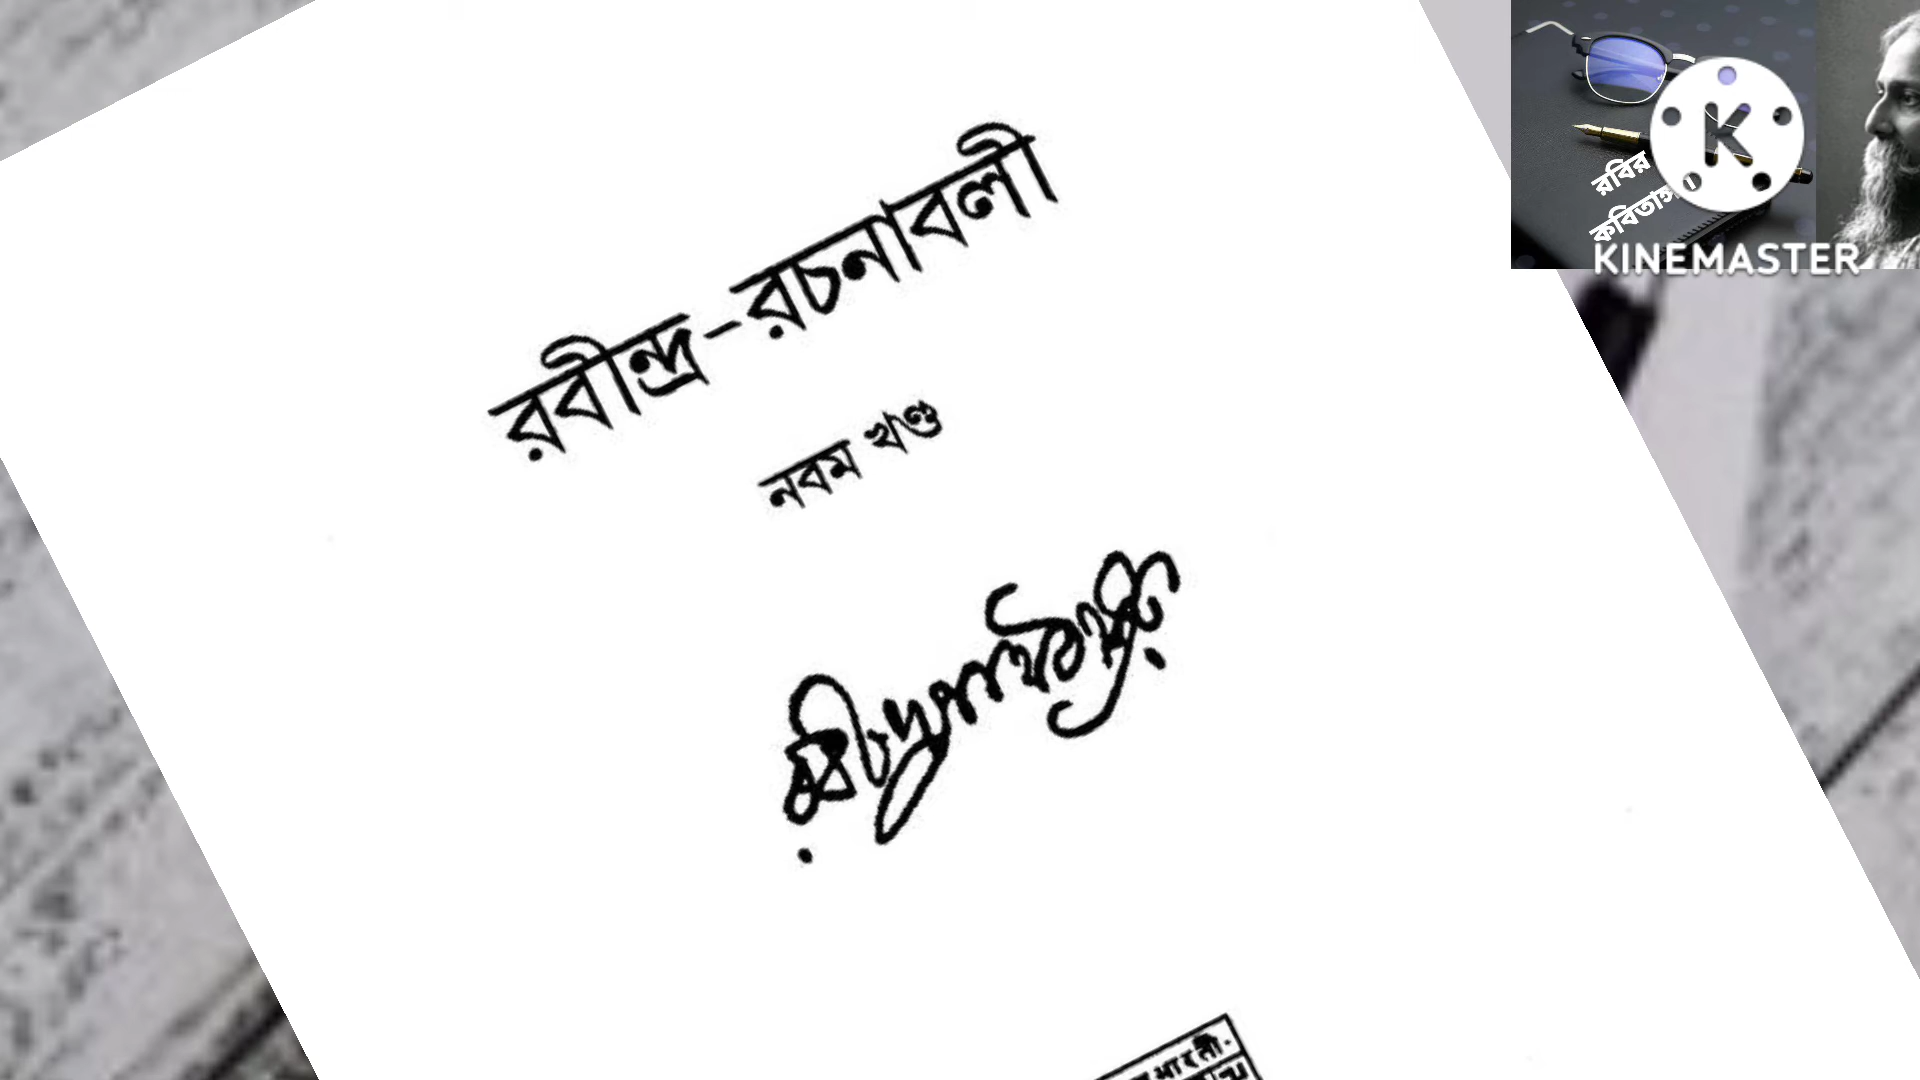 রবীন্দ্র-রচনাবলী
নবম খণ্ড
রবীন্দ্রনাথ ঠাকুর
রবির
KINEMASTER